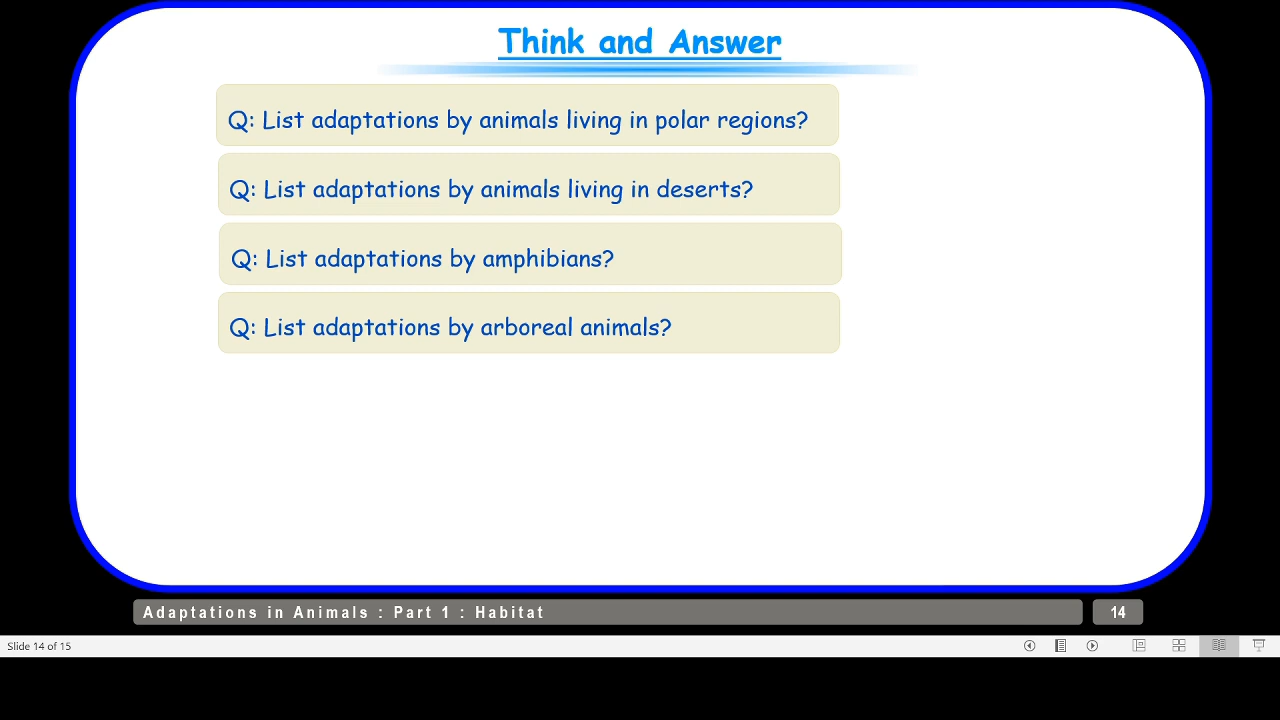 Think and Answer
Q: List adaptations by animals living in polar regions?
Q: List adaptations by animals living in deserts?
Q: List adaptations by amphibians?
Q: List adaptations by arboreal animals?
Adaptations in Animals : Part 1 : Habitat
14
Slide 14 of 15